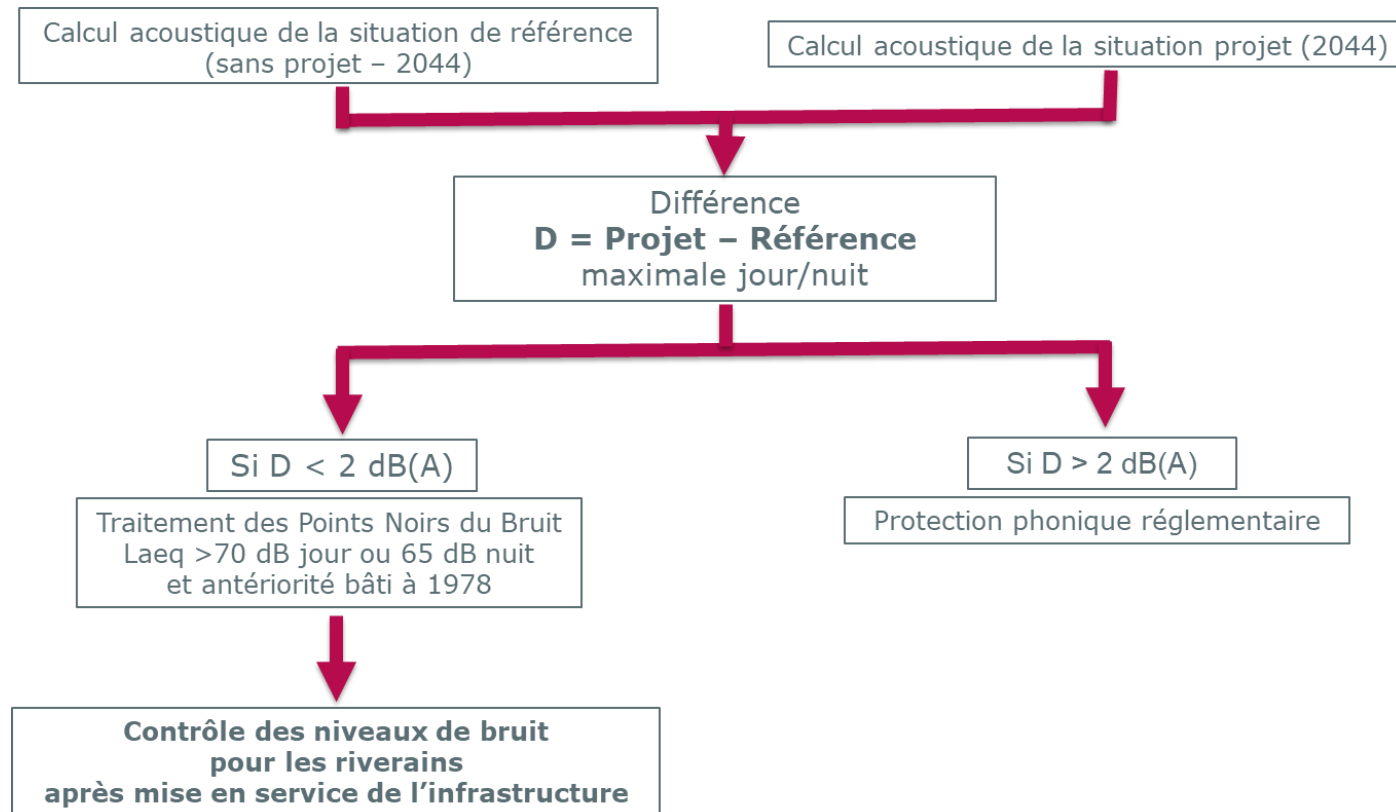 Calcul acoustique de la situation de référence
(sans projet – 2044)
Calcul acoustique de la situation projet (2044)
Différence
D = Projet – Référence
maximale jour/nuit
Si D < 2 dB(A)
Si D > 2 dB(A)
Traitement des Points Noirs du Bruit
Laeq >70 dB jour ou 65 dB nuit
et antériorité bâti à 1978
Protection phonique réglementaire
Contrôle des niveaux de bruit
pour les riverains
après mise en service de l’infrastructure